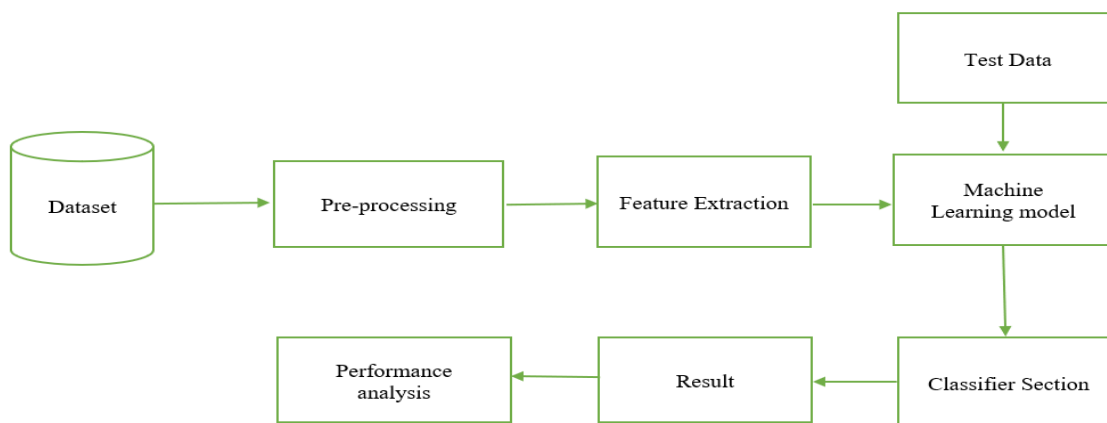 Test Data
Dataset
Pre-processing
Feature Extraction
Machine
Learning model
Performance
analysis
Result
Classifier Section